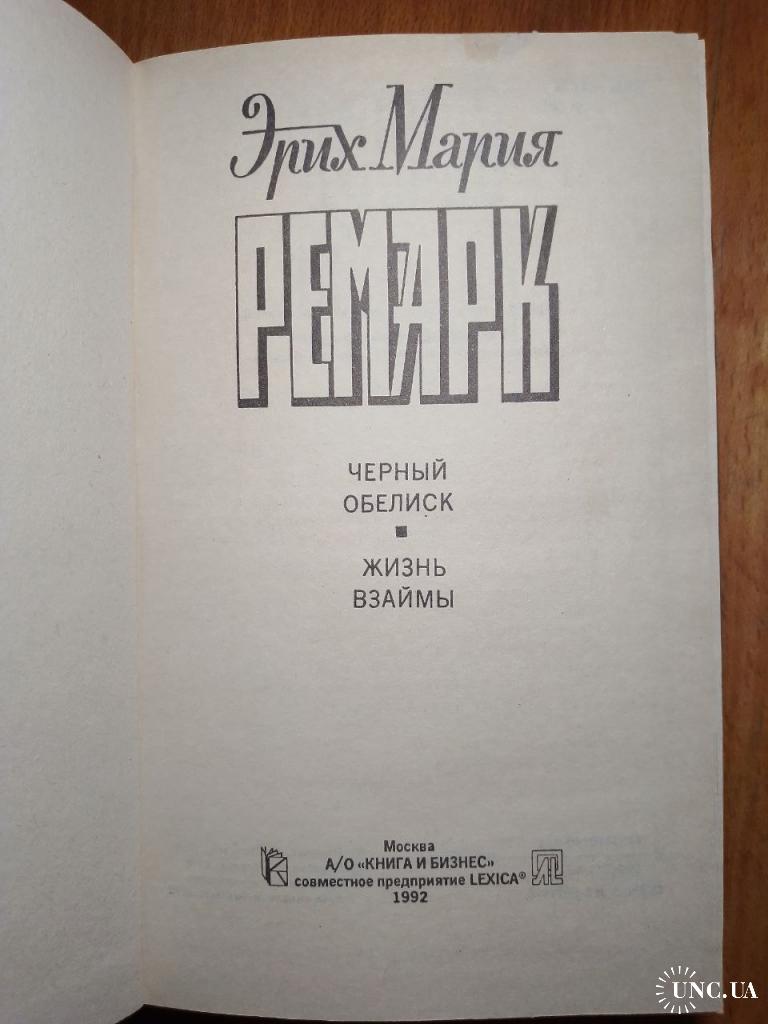 Эрих Мария
РЕМАРК
ЧЕРНЫЙ
ОБЕЛИСК
ЖИЗНЬ
ВЗАЙМЫ
Москва
А/О «КНИГА И БИЗНЕС»
совместное предприятие LEXICA®
1992
UNC.UA